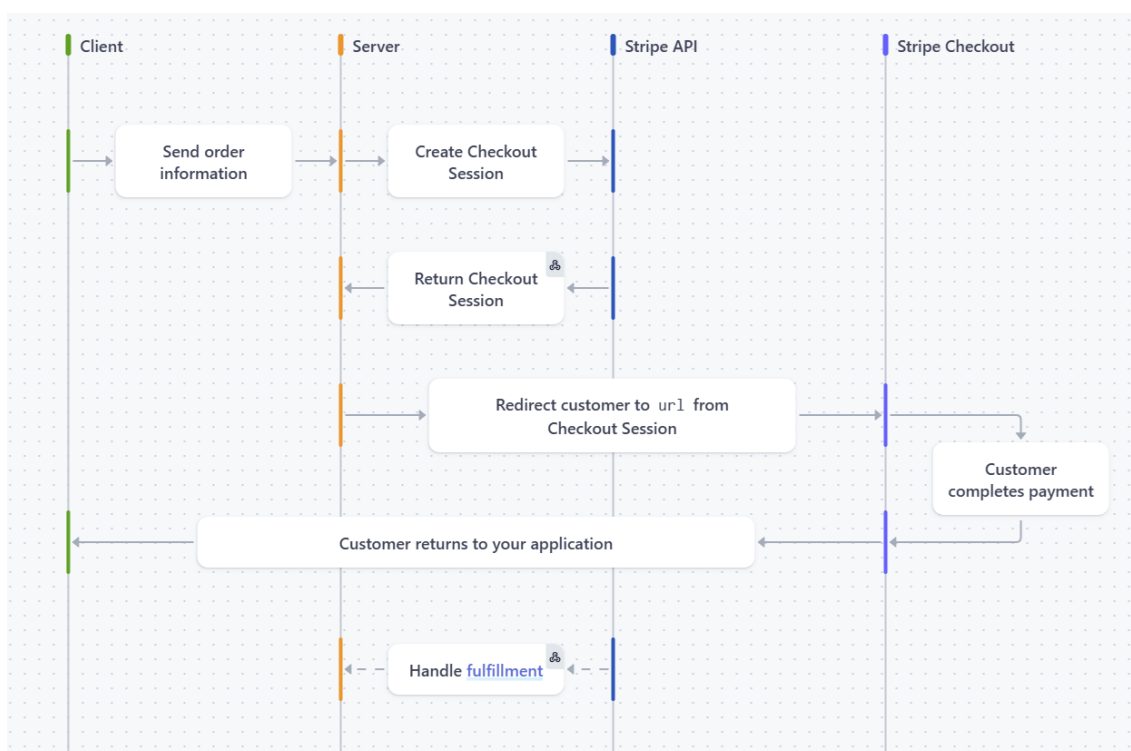 Client
Server
Stripe API
Stripe Checkout
Send order
information
Create Checkout
Session
Return Checkout
Session
Redirect customer to url from
Checkout Session
Customer
completes payment
Customer returns to your application
Handle fulfillment